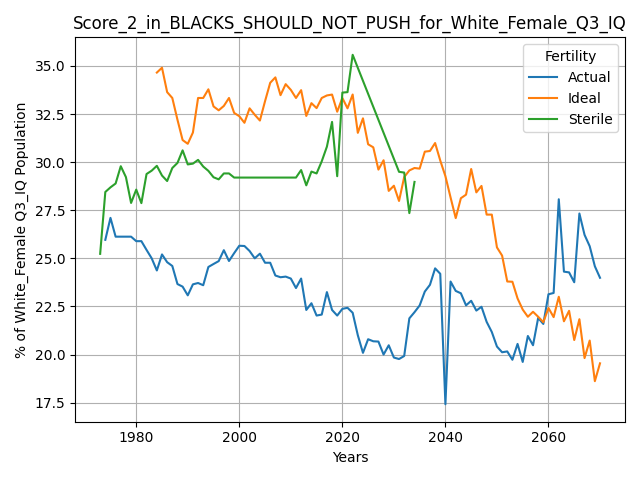 Score_2_in_BLACKS_SHOULD_NOT_PUSH_for_White_Female_Q3_IQ
% of White_Female Q3_IQ Population
35.0
32.5
30.0
27.5
25.0
22.5
20.0
17.5
Fertility
Actual
Ideal
Sterile
1980
2000
2020
2040
2060
Years